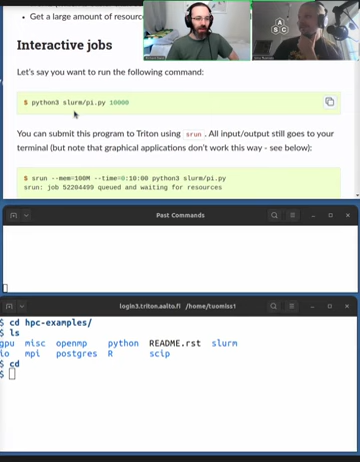 • Get a large amount of resourc
Interactive jobs
Let's say you want to run the following command:
$ python3 slurm/pi.py 10000
You can submit this program to Triton using srun . All input/output still goes to your
terminal (but note that graphical applications don't work this way - see below):
$ srun --mem=100M --time=0:10:00 python3 slurm/pi.py
srun: job 52204499 queued and waiting for resources
Past Commands
login3.triton.aalto.fi /home/tuomiss1
$ cd hpc-examples/
$ ls
gpu misc openmp python README.rst slurm
io mpi postgres R scip
$ cd
$